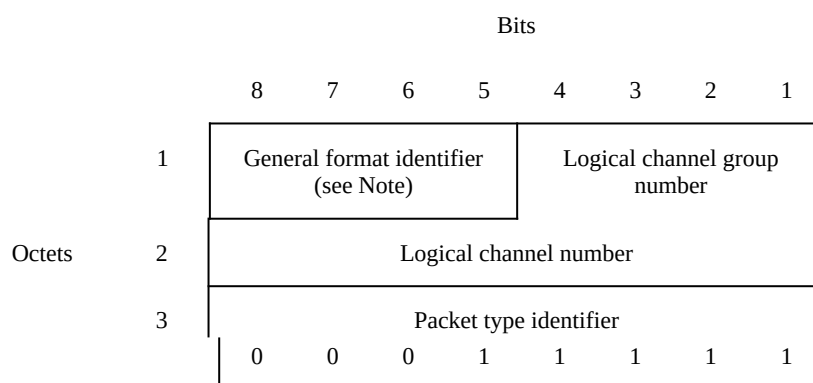 Bits
8 7 6 5 4 3 2 1
1 General format identifier Logical channel group
(see Note) number
Octets 2 Logical channel number
3 Packet type identifier
0 0 0 1 1 1 1 1